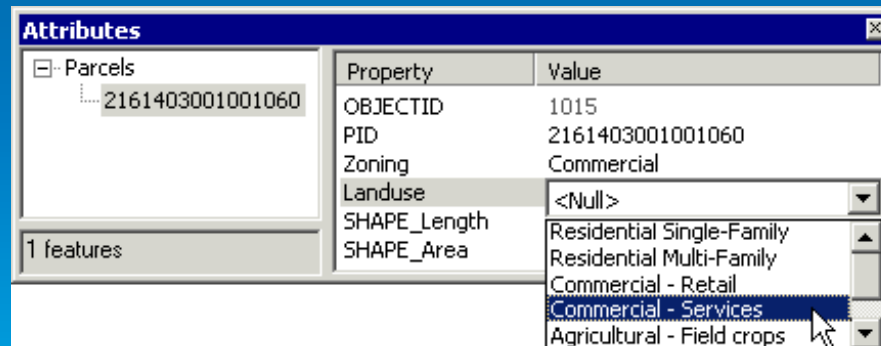 Attributes
Parcels
2161403001001060
1 features
Property Value
OBJECTID 1015
PID 2161403001001060
Zoning Commercial
Landuse <Null>
SHAPE_Length
SHAPE_Area
Residential Single-Family
Residential Multi-Family
Commercial - Retail
Commercial - Services
Agricultural - Field crops